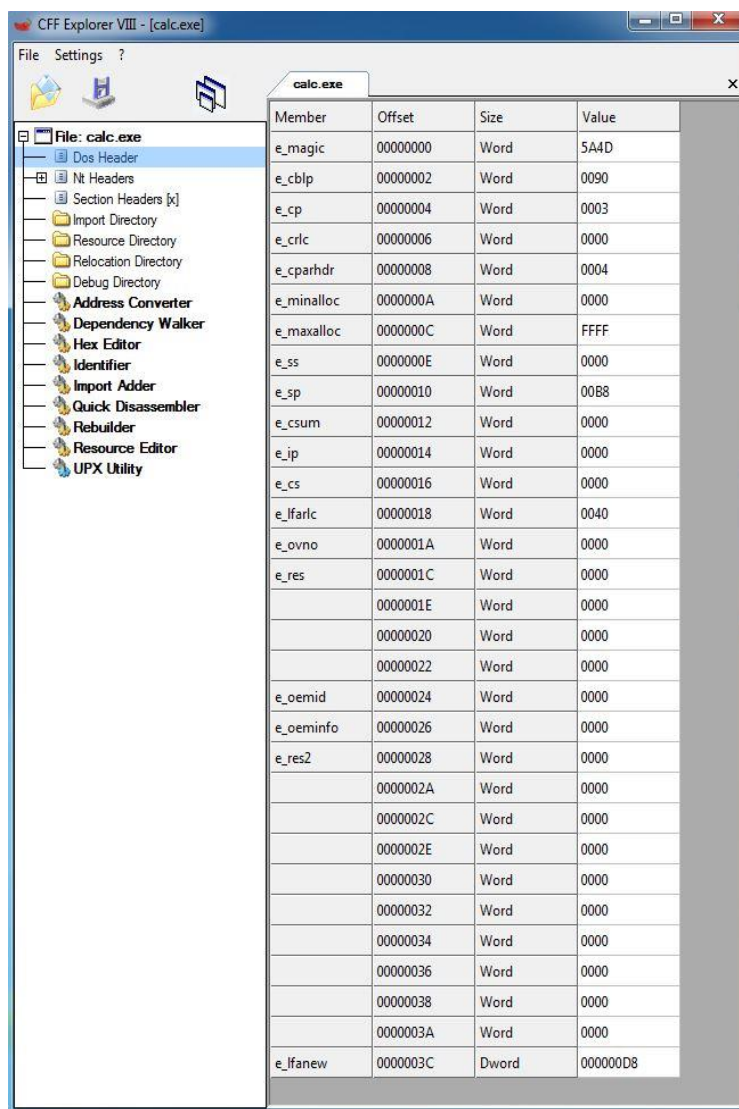 CFF Explorer VIII - [calc.exe]
File Settings ?
calc.exe
File: calc.exe
Dos Header
Nt Headers
Section Headers [x]
Import Directory
Resource Directory
Relocation Directory
Debug Directory
Address Converter
Dependency Walker
Hex Editor
Identifier
Import Adder
Quick Disassembler
Rebuilder
Resource Editor
UPX Utility
Member Offset Size Value
e_magic 00000000 Word 5A4D
e_cblp 00000002 Word 0090
e_cp 00000004 Word 0003
e_crlc 00000006 Word 0000
e_cparhdr 00000008 Word 0004
e_minalloc 0000000A Word 0000
e_maxalloc 0000000C Word FFFF
e_ss 0000000E Word 0000
e_sp 00000010 Word 00B8
e_csum 00000012 Word 0000
e_ip 00000014 Word 0000
e_cs 00000016 Word 0000
e_lfarlc 00000018 Word 0040
e_ovno 0000001A Word 0000
e_res 0000001C Word 0000
0000001E Word 0000
00000020 Word 0000
00000022 Word 0000
e_oemid 00000024 Word 0000
e_oeminfo 00000026 Word 0000
e_res2 00000028 Word 0000
0000002A Word 0000
0000002C Word 0000
0000002E Word 0000
00000030 Word 0000
00000032 Word 0000
00000034 Word 0000
00000036 Word 0000
00000038 Word 0000
0000003A Word 0000
e_lfanew 0000003C Dword 000000D8